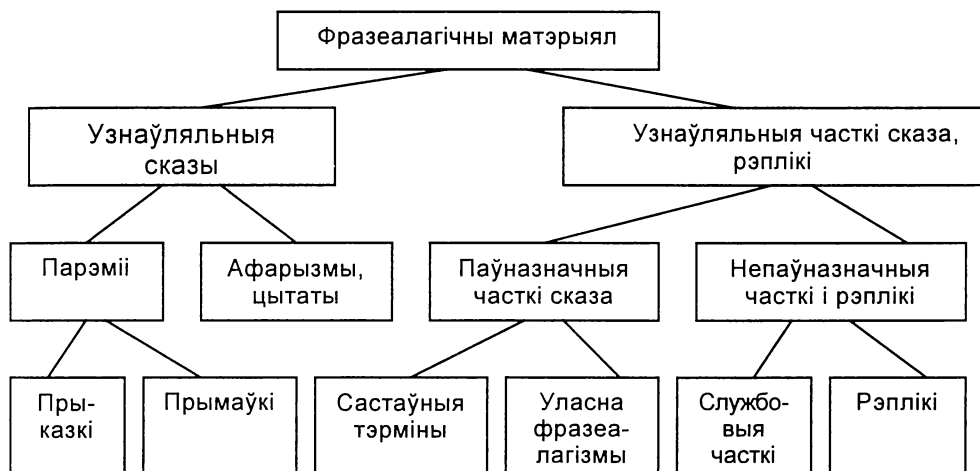 Фразеалагічны матэрыял
Узнаўляльныя
сказы
Узнаўляльныя часткі сказа,
рэплікі
Парэміі
Афарызмы,
цытаты
Паўназначныя
часткі сказа
Непаўназначныя
часткі і рэплікі
Пры-
казкі
Прымаўкі
Састаўныя
тэрміны
Уласна
фразеа-
лагізмы
Службо-
выя
часткі
Рэплікі